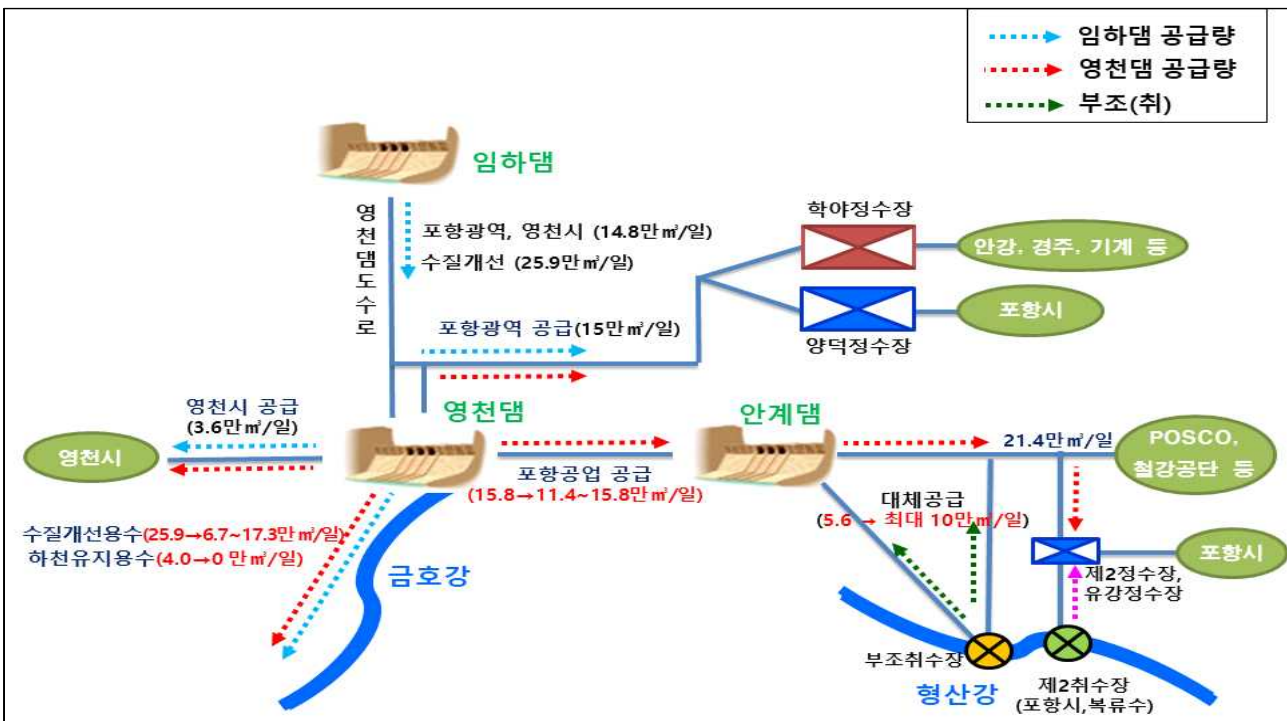 임하댐 공급량
영천댐 공급량
부조(취)
임하댐
영천댐도수로
포항광역, 영천시 (14.8만㎥/일)
수질개선 (25.9만㎥/일)
학야정수장
안강, 경주, 기계 등
포항시
양덕정수장
포항광역 공급(15만㎥/일)
영천시 공급
(3.6만㎥/일)
영천시
영천댐
안계댐
포항공업 공급
(15.8→11.4~15.8만㎥/일)
21.4만㎥/일
POSCO,
철강공단 등
대체공급
(5.6 → 최대 10만㎥/일)
수질개선용수(25.9→6.7~17.3만㎥/일)
하천유지용수(4.0→0 만㎥/일)
금호강
포항시
제2정수장,
유강정수장
부조취수장
형산강
제2취수장
(포항시,복류수)